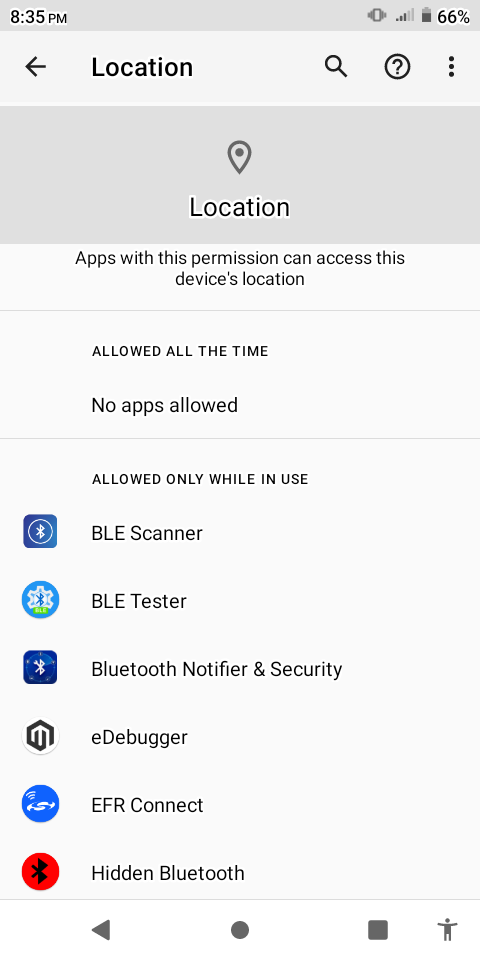 8:35 PM 66%
Location
Location
Apps with this permission can access this
device's location
ALLOWED ALL THE TIME
No apps allowed
ALLOWED ONLY WHILE IN USE
BLE Scanner
BLE
BLE Tester
Bluetooth Notifier & Security
eDebugger
EFR Connect
Hidden Bluetooth